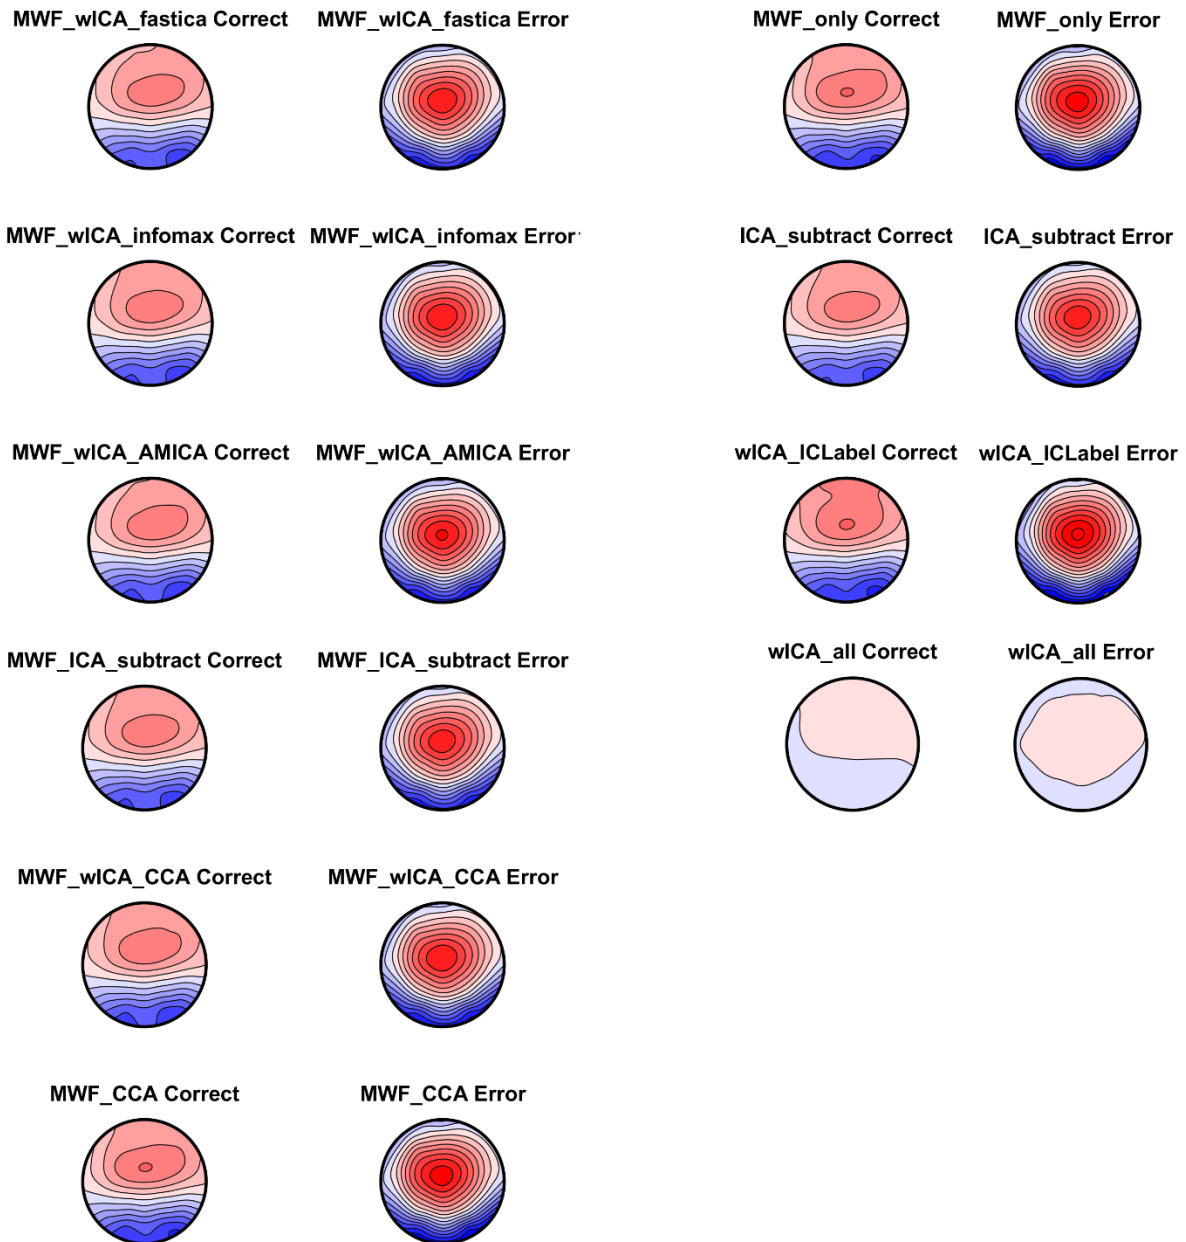 MWF_wICA_fastica Correct MWF_wICA_fastica Error MWF_only Correct MWF_only Error
MWF_wICA_infomax Correct MWF_wICA_infomax Error ICA_subtract Correct ICA_subtract Error
MWF_wICA_AMICA Correct MWF_wICA_AMICA Error wICA_ICLabel Correct wICA_ICLabel Error
MWF_ICA_subtract Correct MWF_ICA_subtract Error wICA_all Correct wICA_all Error
MWF_wICA_CCA Correct MWF_wICA_CCA Error
MWF_CCA Correct MWF_CCA Error